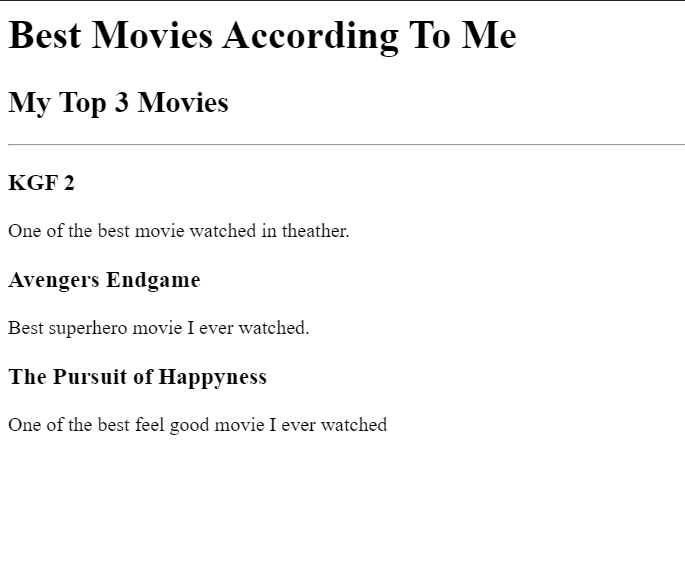 Best Movies According To Me
My Top 3 Movies
KGF 2
One of the best movie watched in theather.
Avengers Endgame
Best superhero movie I ever watched.
The Pursuit of Happyness
One of the best feel good movie I ever watched